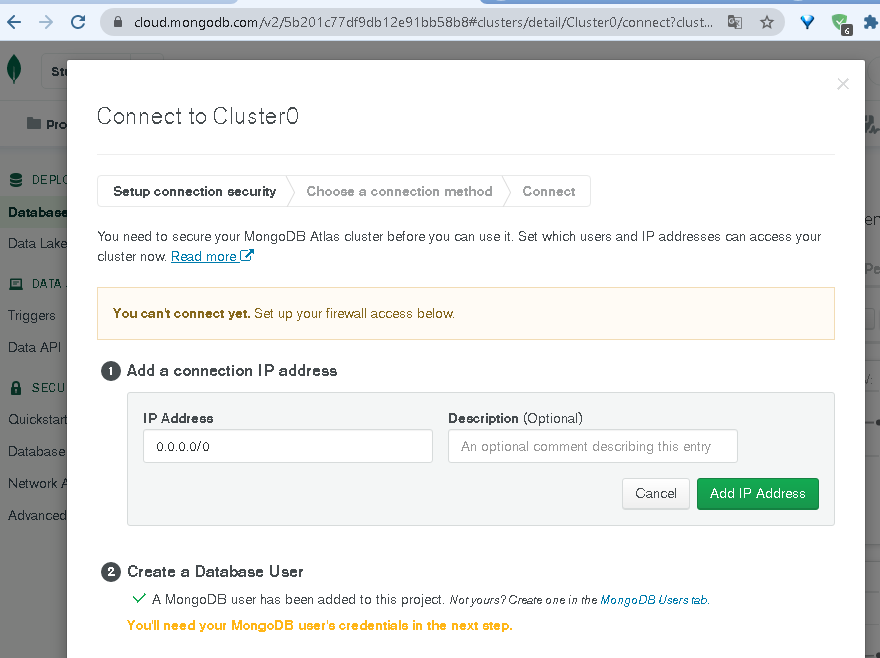 cloud.mongodb.com/v2/5b201c77df9db12e91bb58b8#clusters/detail/Cluster0/connect?clust...
6
Connect to Cluster0
Setup connection security
Choose a connection method
Connect
You need to secure your MongoDB Atlas cluster before you can use it. Set which users and IP addresses can access your
cluster now. Read more
You can't connect yet. Set up your firewall access below.
1 Add a connection IP address
IP Address
Description (Optional)
0.0.0.0/0
An optional comment describing this entry
Cancel
Add IP Address
2 Create a Database User
A MongoDB user has been added to this project. Not yours? Create one in the MongoDB Users tab.
You'll need your MongoDB user's credentials in the next step.
Database
Data Lake
DATA
Triggers
Data API
Quickstart
Database
Network A
Advanced